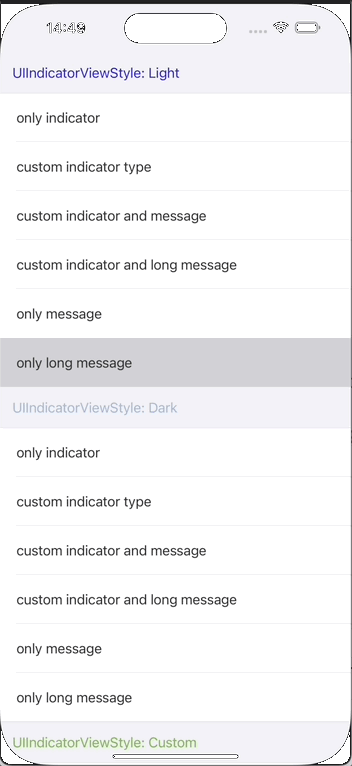 14:49
UIIndicatorViewStyle: Light
only indicator
custom indicator type
custom indicator and message
custom indicator and long message
only message
only long message
UIIndicatorViewStyle: Dark
only indicator
custom indicator type
custom indicator and message
custom indicator and long message
only message
only long message
UIIndicatorViewStyle: Custom